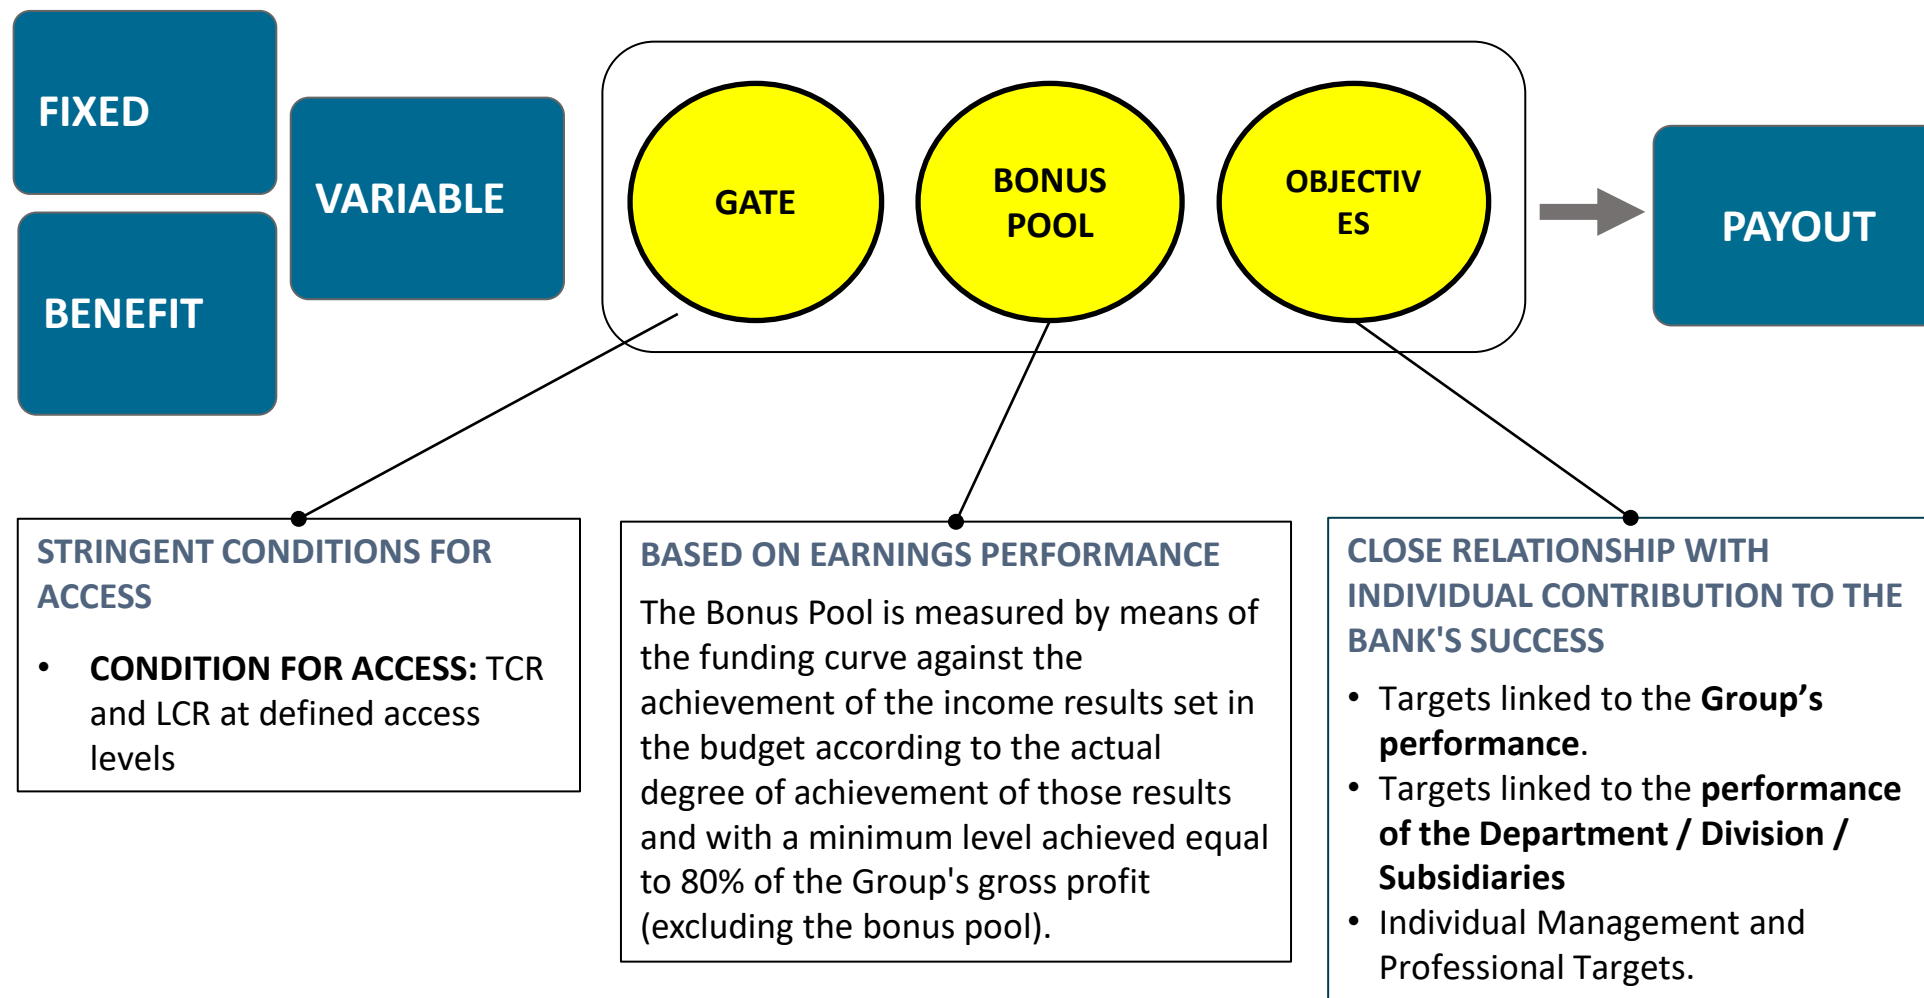 FIXED
VARIABLE
BENEFIT
GATE
BONUS
POOL
OBJECTIV
ES
PAYOUT
STRINGENT CONDITIONS FOR
ACCESS
• CONDITION FOR ACCESS: TCR
and LCR at defined access
levels
BASED ON EARNINGS PERFORMANCE
The Bonus Pool is measured by means of
the funding curve against the
achievement of the income results set in
the budget according to the actual
degree of achievement of those results
and with a minimum level achieved equal
to 80% of the Group's gross profit
(excluding the bonus pool).
CLOSE RELATIONSHIP WITH
INDIVIDUAL CONTRIBUTION TO THE
BANK'S SUCCESS
• Targets linked to the Group’s
performance.
• Targets linked to the performance
of the Department / Division /
Subsidiaries
• Individual Management and
Professional Targets.